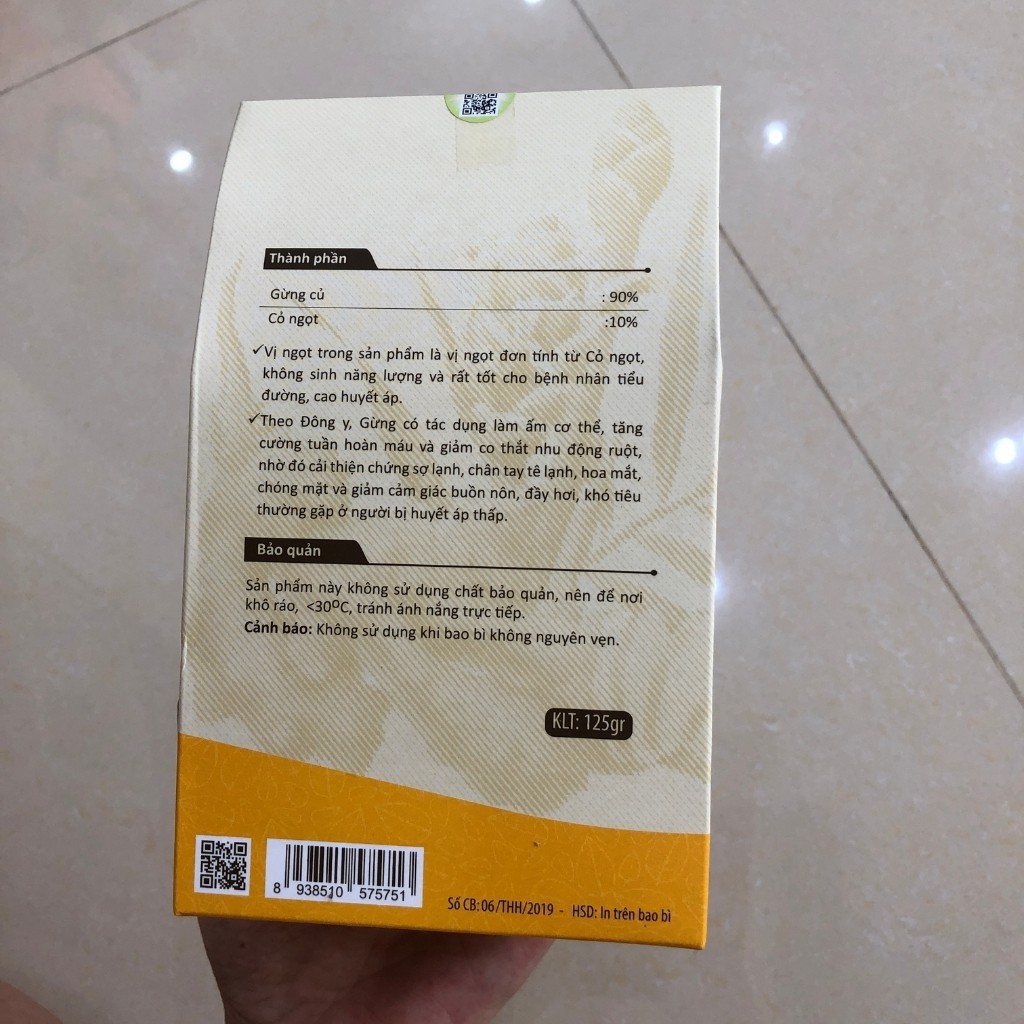 Thành phần
Gừng củ : 90%
Cỏ ngọt :10%
✓Vị ngọt trong sản phẩm là vị ngọt đơn tính từ Cỏ ngọt,
không sinh năng lượng và rất tốt cho bệnh nhân tiểu
đường, cao huyết áp.
✓Theo Đông y, Gừng có tác dụng làm ấm cơ thể, tăng
cường tuần hoàn máu và giảm co thắt nhu động ruột,
nhờ đó cải thiện chứng sợ lạnh, chân tay tê lạnh, hoa mắt,
chóng mặt và giảm cảm giác buồn nôn, đầy hơi, khó tiêu
thường gặp ở người bị huyết áp thấp.
Bảo quản
Sản phẩm này không sử dụng chất bảo quản, nên để nơi
khô ráo, <30ºC, tránh ánh nắng trực tiếp.
Cảnh báo: Không sử dụng khi bao bì không nguyên vẹn.
KLT: 125gr
8 938510 575751
Số CB: 06/THH/2019 - HSD: In trên bao bì